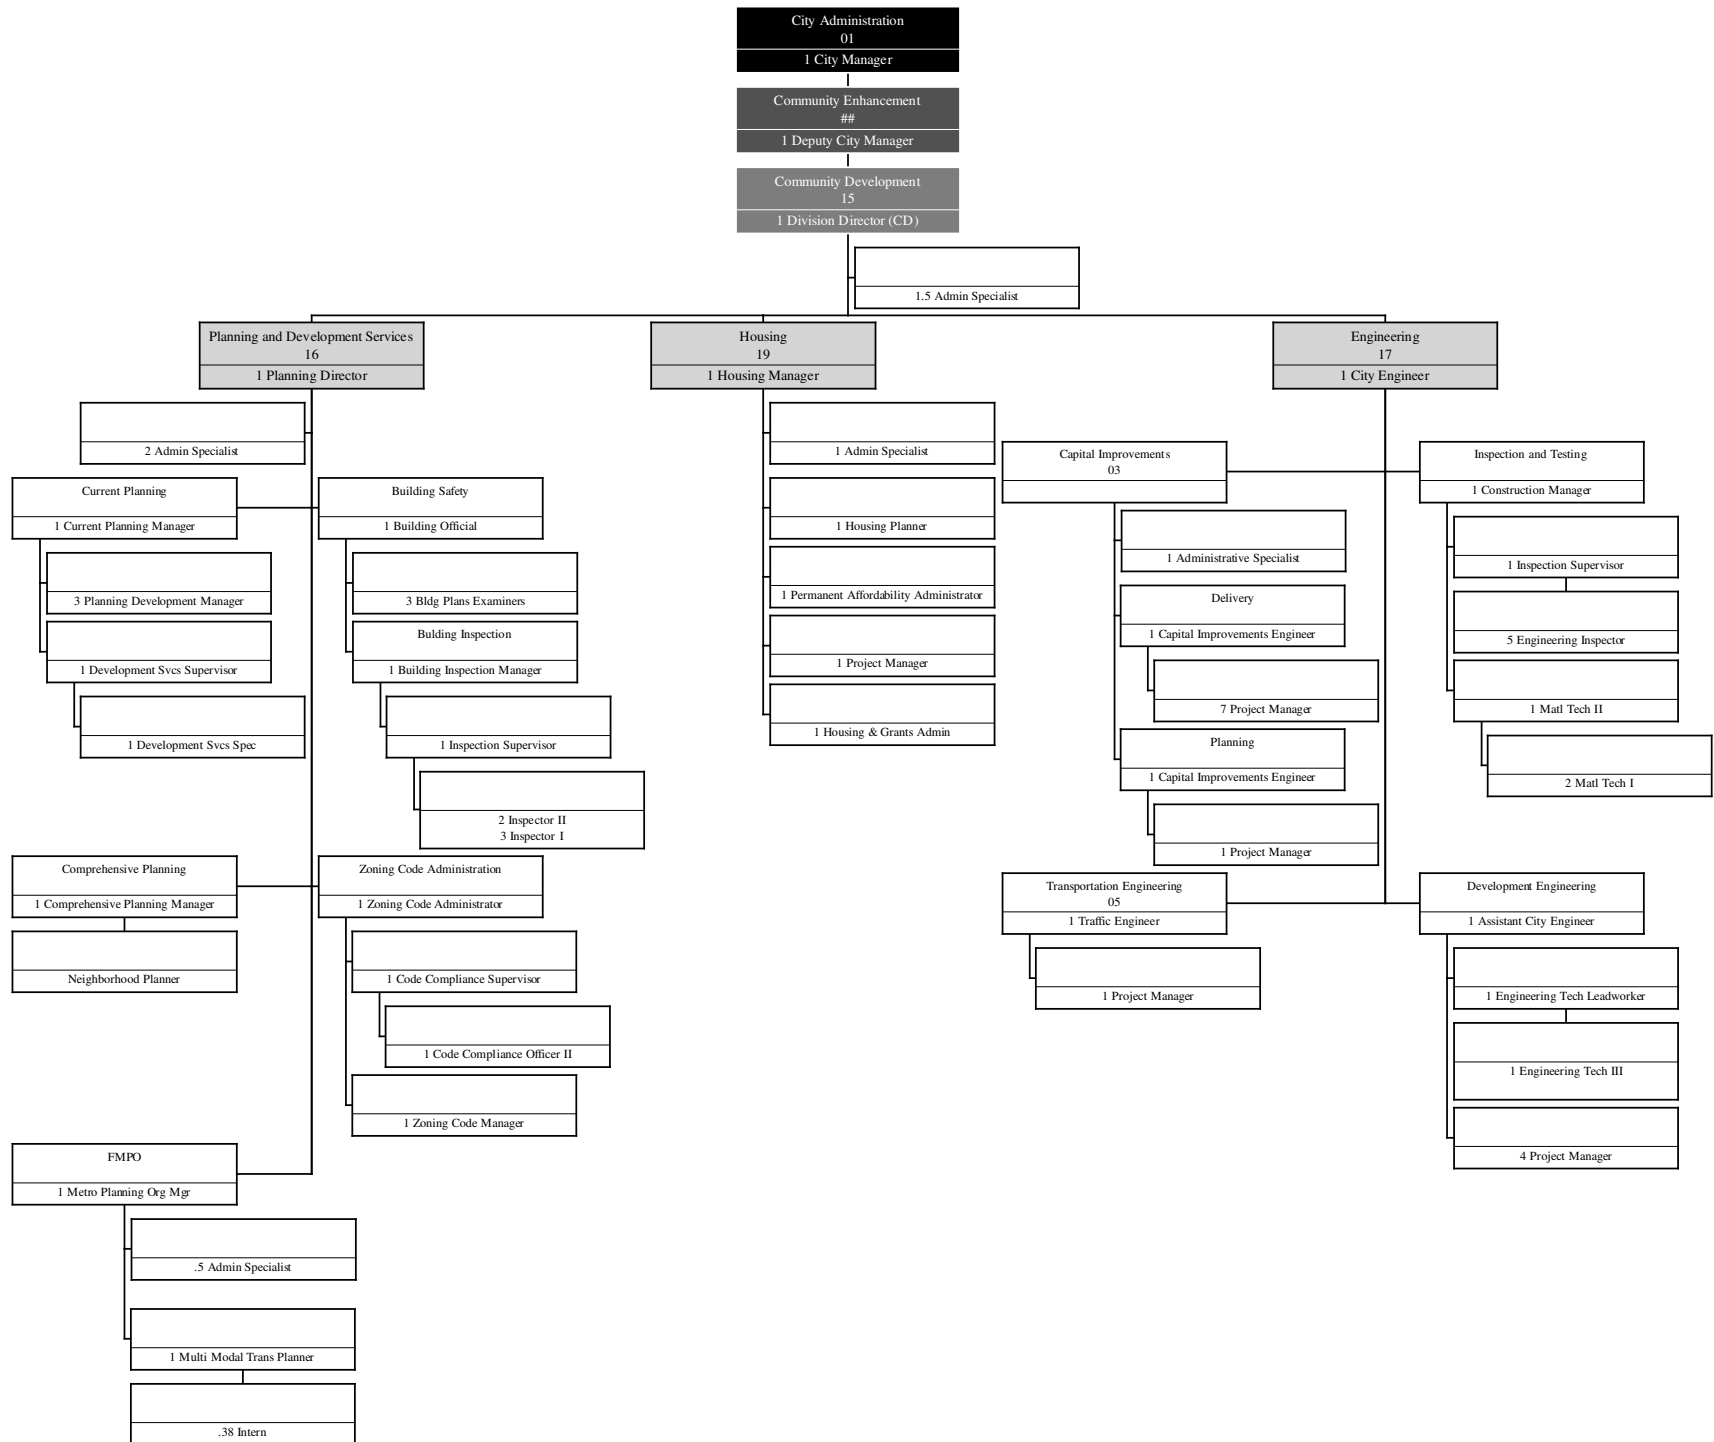 City Administration
01
1 City Manager
Community Enhancement
##
1 Deputy City Manager
Community Development
15
1 Division Director (CD)
1.5 Admin Specialist
Planning and Development Services
16
1 Planning Director
2 Admin Specialist
Current Planning
1 Current Planning Manager
3 Planning Development Manager
1 Development Svcs Supervisor
1 Development Svcs Spec
Building Safety
1 Building Official
3 Bldg Plans Examiners
Bulding Inspection
1 Building Inspection Manager
1 Inspection Supervisor
2 Inspector II
3 Inspector I
Comprehensive Planning
1 Comprehensive Planning Manager
Neighborhood Planner
Zoning Code Administration
1 Zoning Code Administrator
1 Code Compliance Supervisor
1 Code Compliance Officer II
1 Zoning Code Manager
FMPO
1 Metro Planning Org Mgr
.5 Admin Specialist
1 Multi Modal Trans Planner
.38 Intern
Housing
19
1 Housing Manager
1 Admin Specialist
1 Housing Planner
1 Permanent Affordability Administrator
1 Project Manager
1 Housing & Grants Admin
Engineering
17
1 City Engineer
Capital Improvements
03
1 Administrative Specialist
Delivery
1 Capital Improvements Engineer
7 Project Manager
Planning
1 Capital Improvements Engineer
1 Project Manager
Inspection and Testing
1 Construction Manager
1 Inspection Supervisor
5 Engineering Inspector
1 Matl Tech II
2 Matl Tech I
Transportation Engineering
05
1 Traffic Engineer
1 Project Manager
Development Engineering
1 Assistant City Engineer
1 Engineering Tech Leadworker
1 Engineering Tech III
4 Project Manager